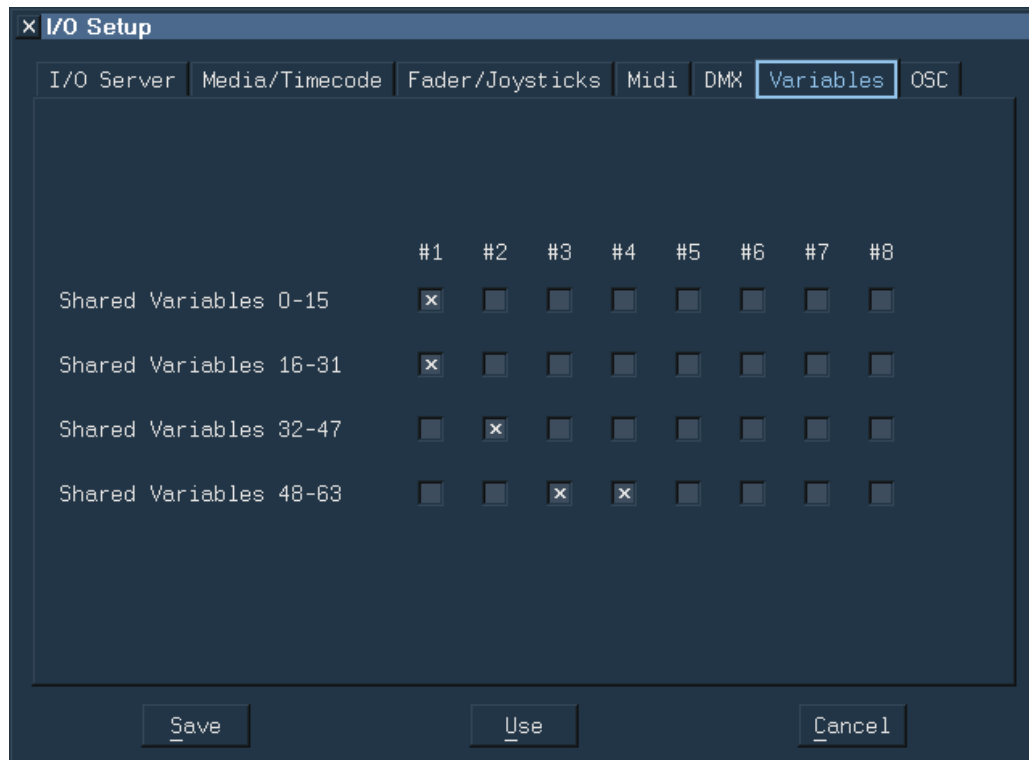 I/O Setup
I/O Server Media/Timecode Fader/Joysticks Midi DMX Variables OSC
#1 #2 #3 #4 #5 #6 #7 #8
Shared Variables 0-15
Shared Variables 16-31
Shared Variables 32-47
Shared Variables 48-63
Save Use Cancel